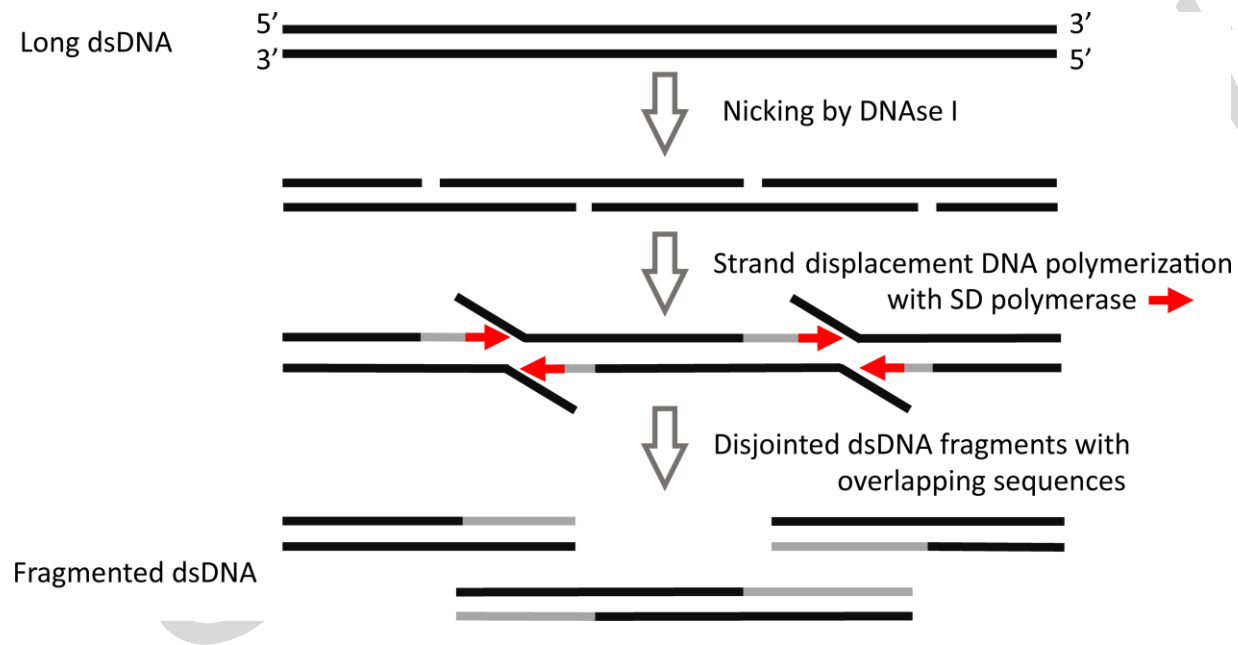 5’ 3’
Long dsDNA
3’ 5’
Nicking by DNAse I
Strand displacement DNA polymerization
with SD polymerase
Disjointed dsDNA fragments with
overlapping sequences
Fragmented dsDNA